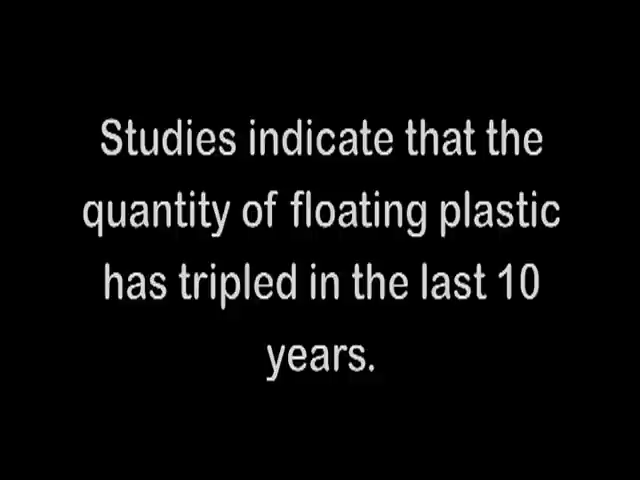 Studies indicate that the
quantity of floating plastic
has tripled in the last 10
years.